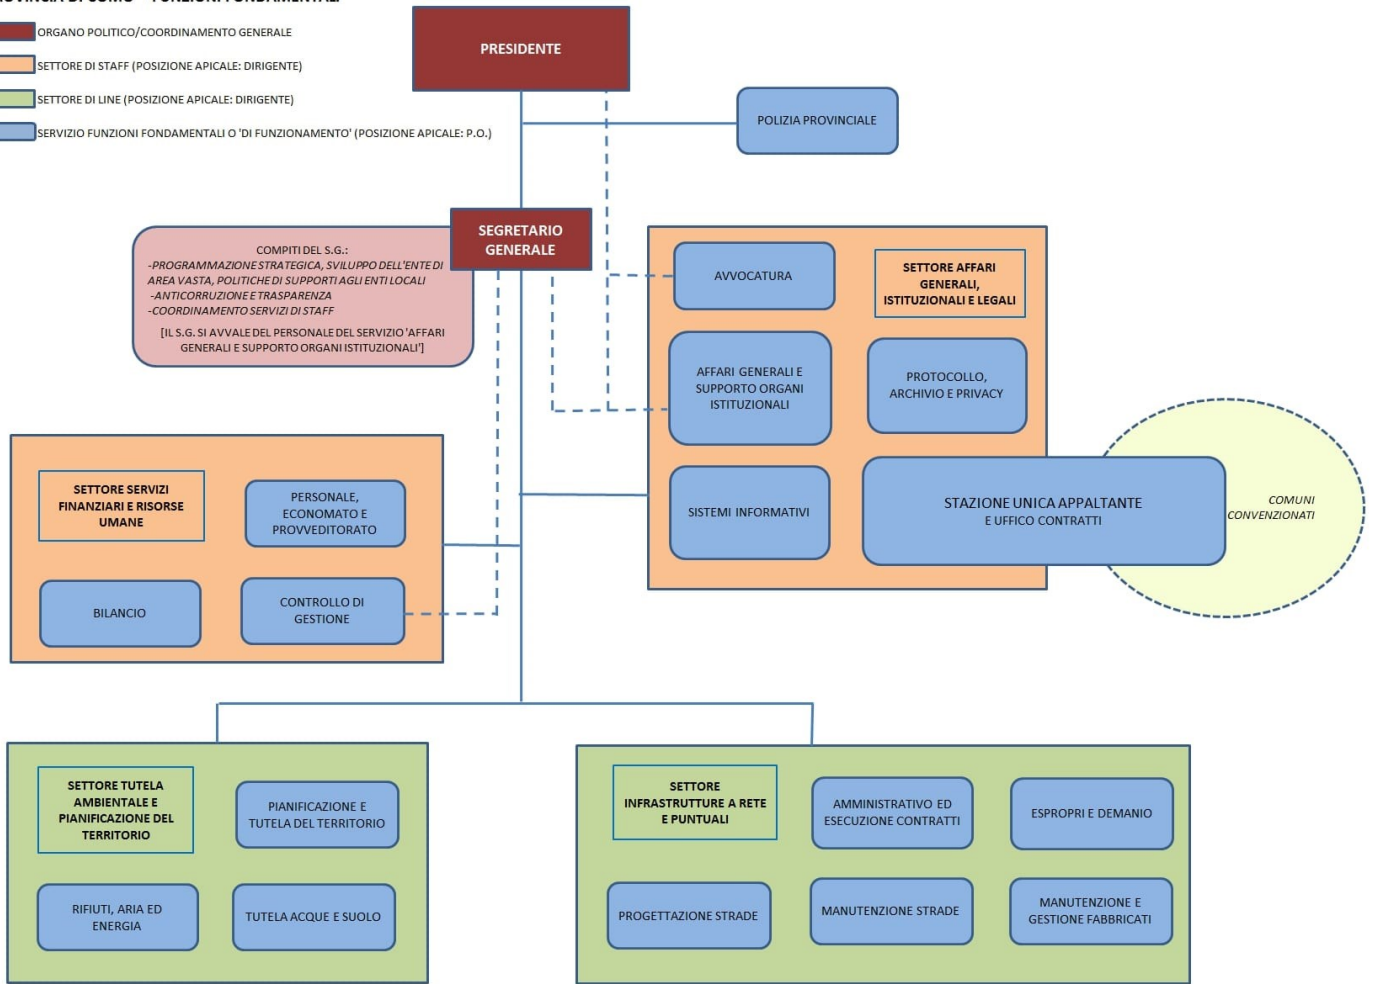 ORGANO POLITICO/COORDINAMENTO GENERALE
SETTORE DI STAFF (POSIZIONE APICALE: DIRIGENTE)
SETTORE DI LINE (POSIZIONE APICALE: DIRIGENTE)
SERVIZIO FUNZIONI FONDAMENTALI O 'DI FUNZIONAMENTO' (POSIZIONE APICALE: P.O.)
PRESIDENTE
POLIZIA PROVINCIALE
SEGRETARIO
GENERALE
COMPITI DEL S.G.:
-PROGRAMMAZIONE STRATEGICA, SVILUPPO DELL'ENTE DI
AREA VASTA, POLITICHE DI SUPPORTI AGLI ENTI LOCALI
-ANTICORRUZIONE E TRASPARENZA
-COORDINAMENTO SERVIZI DI STAFF
[IL S.G. SI AVVALE DEL PERSONALE DEL SERVIZIO 'AFFARI
GENERALI E SUPPORTO ORGANI ISTITUZIONALI']
AVVOCATURA
SETTORE AFFARI
GENERALI,
ISTITUZIONALI E LEGALI
AFFARI GENERALI E
SUPPORTO ORGANI
ISTITUZIONALI
PROTOCOLLO,
ARCHIVIO E PRIVACY
SISTEMI INFORMATIVI
STAZIONE UNICA APPALTANTE
E UFFICIO CONTRATTI
COMUNI
CONVENZIONATI
SETTORE SERVIZI
FINANZIARI E RISORSE
UMANE
PERSONALE,
ECONOMATO E
PROVVEDITORATO
BILANCIO
CONTROLLO DI
GESTIONE
SETTORE TUTELA
AMBIENTALE E
PIANIFICAZIONE DEL
TERRITORIO
PIANIFICAZIONE E
TUTELA DEL TERRITORIO
RIFIUTI, ARIA ED
ENERGIA
TUTELA ACQUE E SUOLO
SETTORE
INFRASTRUTTURE A RETE
E PUNTUALI
AMMINISTRATIVO ED
ESECUZIONE CONTRATTI
ESPROPRI E DEMANIO
PROGETTAZIONE STRADE
MANUTENZIONE STRADE
MANUTENZIONE E
GESTIONE FABBRICATI